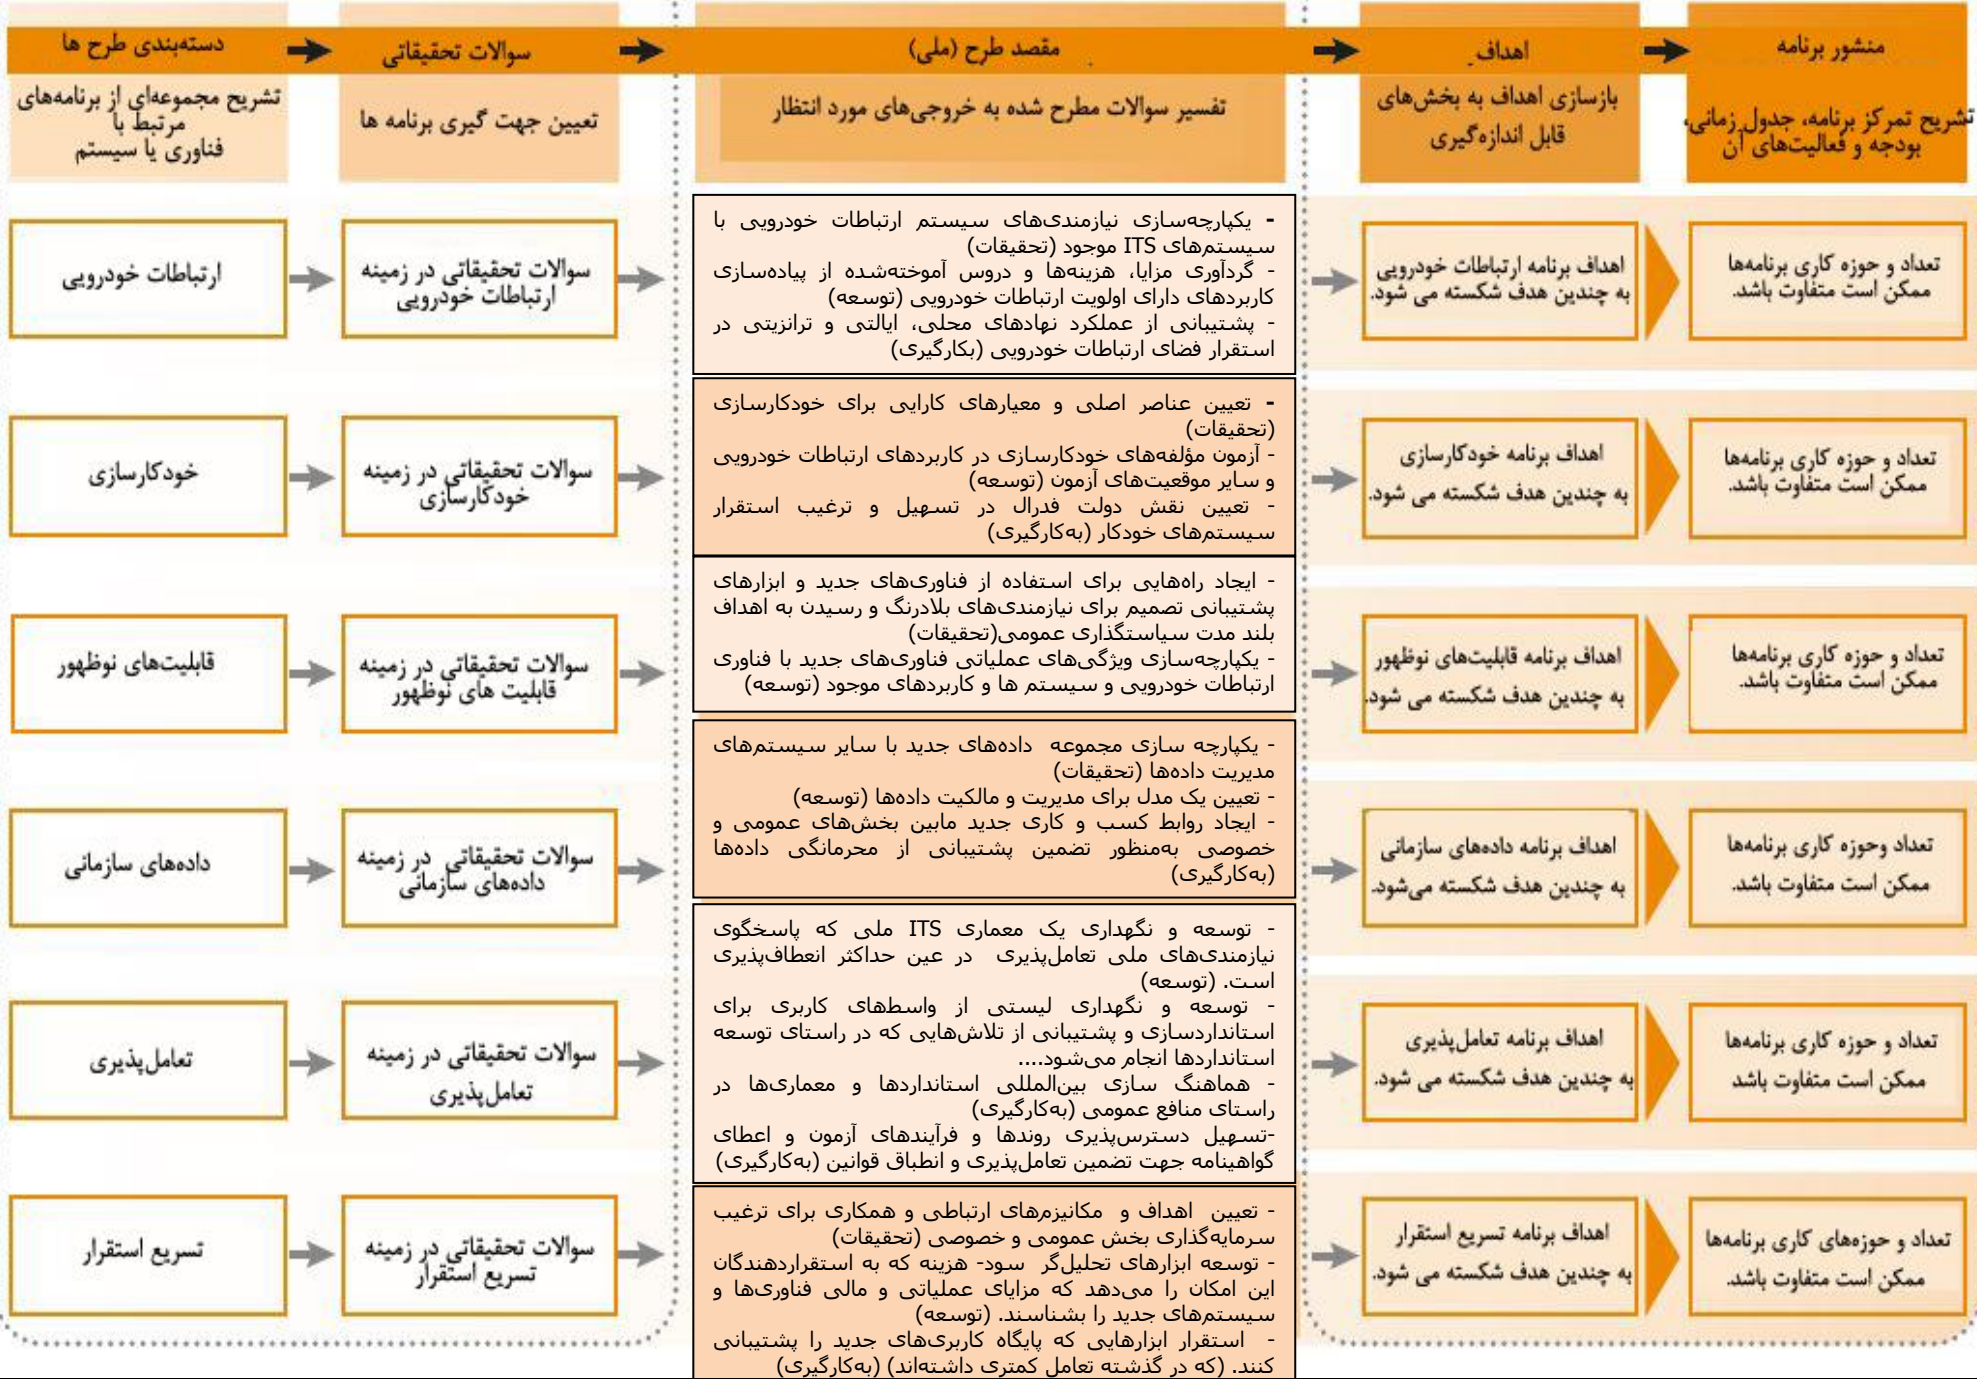 دسته‌بندی طرح ها
سوالات تحقیقاتی
مقصد طرح (ملی)
اهداف
منشور برنامه
تشریح مجموعه‌ای از برنامه‌های
مرتبط با
فناوری یا سیستم
تعیین جهت گیری برنامه ها
تفسیر سوالات مطرح شده به خروجی‌های مورد انتظار
بازسازی اهداف به بخش‌های
قابل اندازه‌گیری
تشریح تمرکز برنامه، جدول زمانی،
بودجه و فعالیت‌های آن
ارتباطات خودرویی
سوالات تحقیقاتی در زمینه
ارتباطات خودرویی
- یکپارچه‌سازی نیازمندی‌های سیستم ارتباطات خودرویی با
سیستم‌های ITS موجود (تحقیقات)
- گردآوری مزایا، هزینه‌ها و دروس آموخته‌شده از پیاده‌سازی
کاربردهای دارای اولویت ارتباطات خودرویی (توسعه)
- پشتیبانی از عملکرد نهادهای محلی، ایالتی و ترانزیتی در
استقرار فضای ارتباطات خودرویی (بکارگیری)
اهداف برنامه ارتباطات خودرویی
به چندین هدف شکسته می شود.
تعداد و حوزه کاری برنامه‌ها
ممکن است متفاوت باشد.
خودکارسازی
سوالات تحقیقاتی در زمینه
خودکارسازی
- تعیین عناصر اصلی و معیارهای کارایی برای خودکارسازی
(تحقیقات)
- آزمون مؤلفه‌های خودکارسازی در کاربردهای ارتباطات خودرویی
و سایر موقعیت‌های آزمون (توسعه)
- تعیین نقش دولت فدرال در تسهیل و ترغیب استقرار
سیستم‌های خودکار (به‌کارگیری)
اهداف برنامه خودکارسازی
به چندین هدف شکسته می شود.
تعداد و حوزه کاری برنامه‌ها
ممکن است متفاوت باشد.
قابلیت‌های نوظهور
سوالات تحقیقاتی در زمینه
قابلیت های نوظهور
- ایجاد راه‌هایی برای استفاده از فناوری‌های جدید و ابزارهای
پشتیبانی تصمیم برای نیازمندی‌های بلادرنگ و رسیدن به اهداف
بلند مدت سیاستگذاری عمومی(تحقیقات)
- یکپارچه‌سازی ویژگی‌های عملیاتی فناوری‌های جدید با فناوری
ارتباطات خودرویی و سیستم ها و کاربردهای موجود (توسعه)
اهداف برنامه قابلیت‌های نوظهور
به چندین هدف شکسته می شود.
تعداد و حوزه کاری برنامه‌ها
ممکن است متفاوت باشد.
داده‌های سازمانی
سوالات تحقیقاتی در زمینه
داده‌های سازمانی
- یکپارچه سازی مجموعه داده‌های جدید با سایر سیستم‌های
مدیریت داده‌ها (تحقیقات)
- تعیین یک مدل برای مدیریت و مالکیت داده‌ها (توسعه)
- ایجاد روابط کسب و کاری جدید مابین بخش‌های عمومی و
خصوصی به‌منظور تضمین پشتیبانی از محرمانگی داده‌ها
(به‌کارگیری)
اهداف برنامه داده‌های سازمانی
به چندین هدف شکسته می‌شود.
تعداد وحوزه کاری برنامه‌ها
ممکن است متفاوت باشد.
تعامل‌پذیری
سوالات تحقیقاتی در زمینه
تعامل‌پذیری
- توسعه و نگهداری یک معماری ITS ملی که پاسخگوی
نیازمندی‌های ملی تعامل‌پذیری در عین حداکثر انعطاف‌پذیری
است. (توسعه)
- توسعه و نگهداری لیستی از واسط‌های کاربری برای
استانداردسازی و پشتیبانی از تلاش‌هایی که در راستای توسعه
استانداردها انجام می‌شود....
- هماهنگ سازی بین‌المللی استانداردها و معماری‌ها در
راستای منافع عمومی (به‌کارگیری)
-تسهیل دسترس‌پذیری روندها و فرآیندهای آزمون و اعطای
گواهینامه جهت تضمین تعامل‌پذیری و انطباق قوانین (به‌کارگیری)
اهداف برنامه تعامل‌پذیری
به چندین هدف شکسته می شود.
تعداد و حوزه کاری برنامه‌ها
ممکن است متفاوت باشد
تسریع استقرار
سوالات تحقیقاتی در زمینه
تسریع استقرار
- تعیین اهداف و مکانیزم‌های ارتباطی و همکاری برای ترغیب
سرمایه‌گذاری بخش عمومی و خصوصی (تحقیقات)
- توسعه ابزارهای تحلیل‌گر سود- هزینه که به استقراردهندگان
این امکان را می‌دهد که مزایای عملیاتی و مالی فناوری‌ها و
سیستم‌های جدید را بشناسند. (توسعه)
- استقرار ابزارهایی که پایگاه کاربری‌های جدید را پشتیبانی
کنند. (که در گذشته تعامل کمتری داشته‌اند) (به‌کارگیری)
اهداف برنامه تسریع استقرار
به چندین هدف شکسته می شود.
تعداد و حوزه‌های کاری برنامه‌ها
ممکن است متفاوت باشد.